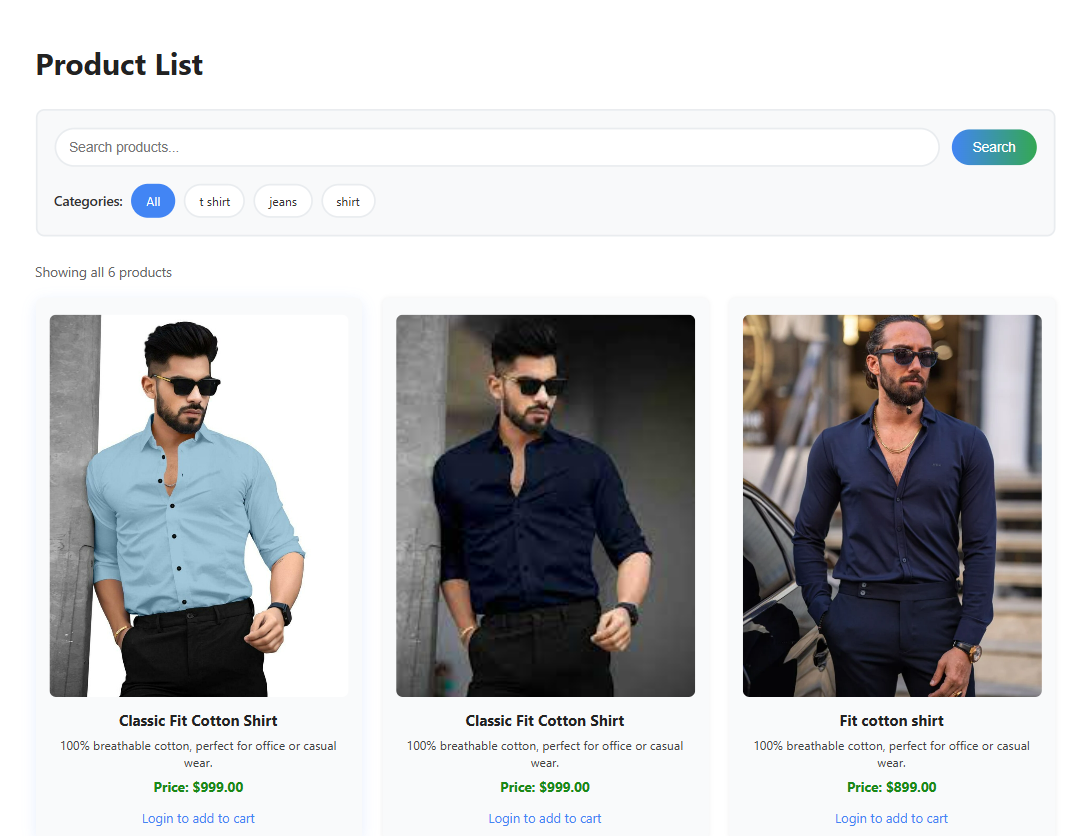 Product List
Search products...
Search
Categories:
All
t shirt
jeans
shirt
Showing all 6 products
Classic Fit Cotton Shirt
100% breathable cotton, perfect for office or casual
wear.
Price: $999.00
Login to add to cart
Classic Fit Cotton Shirt
100% breathable cotton, perfect for office or casual
wear.
Price: $999.00
Login to add to cart
Fit cotton shirt
100% breathable cotton, perfect for office or casual
wear.
Price: $899.00
Login to add to cart